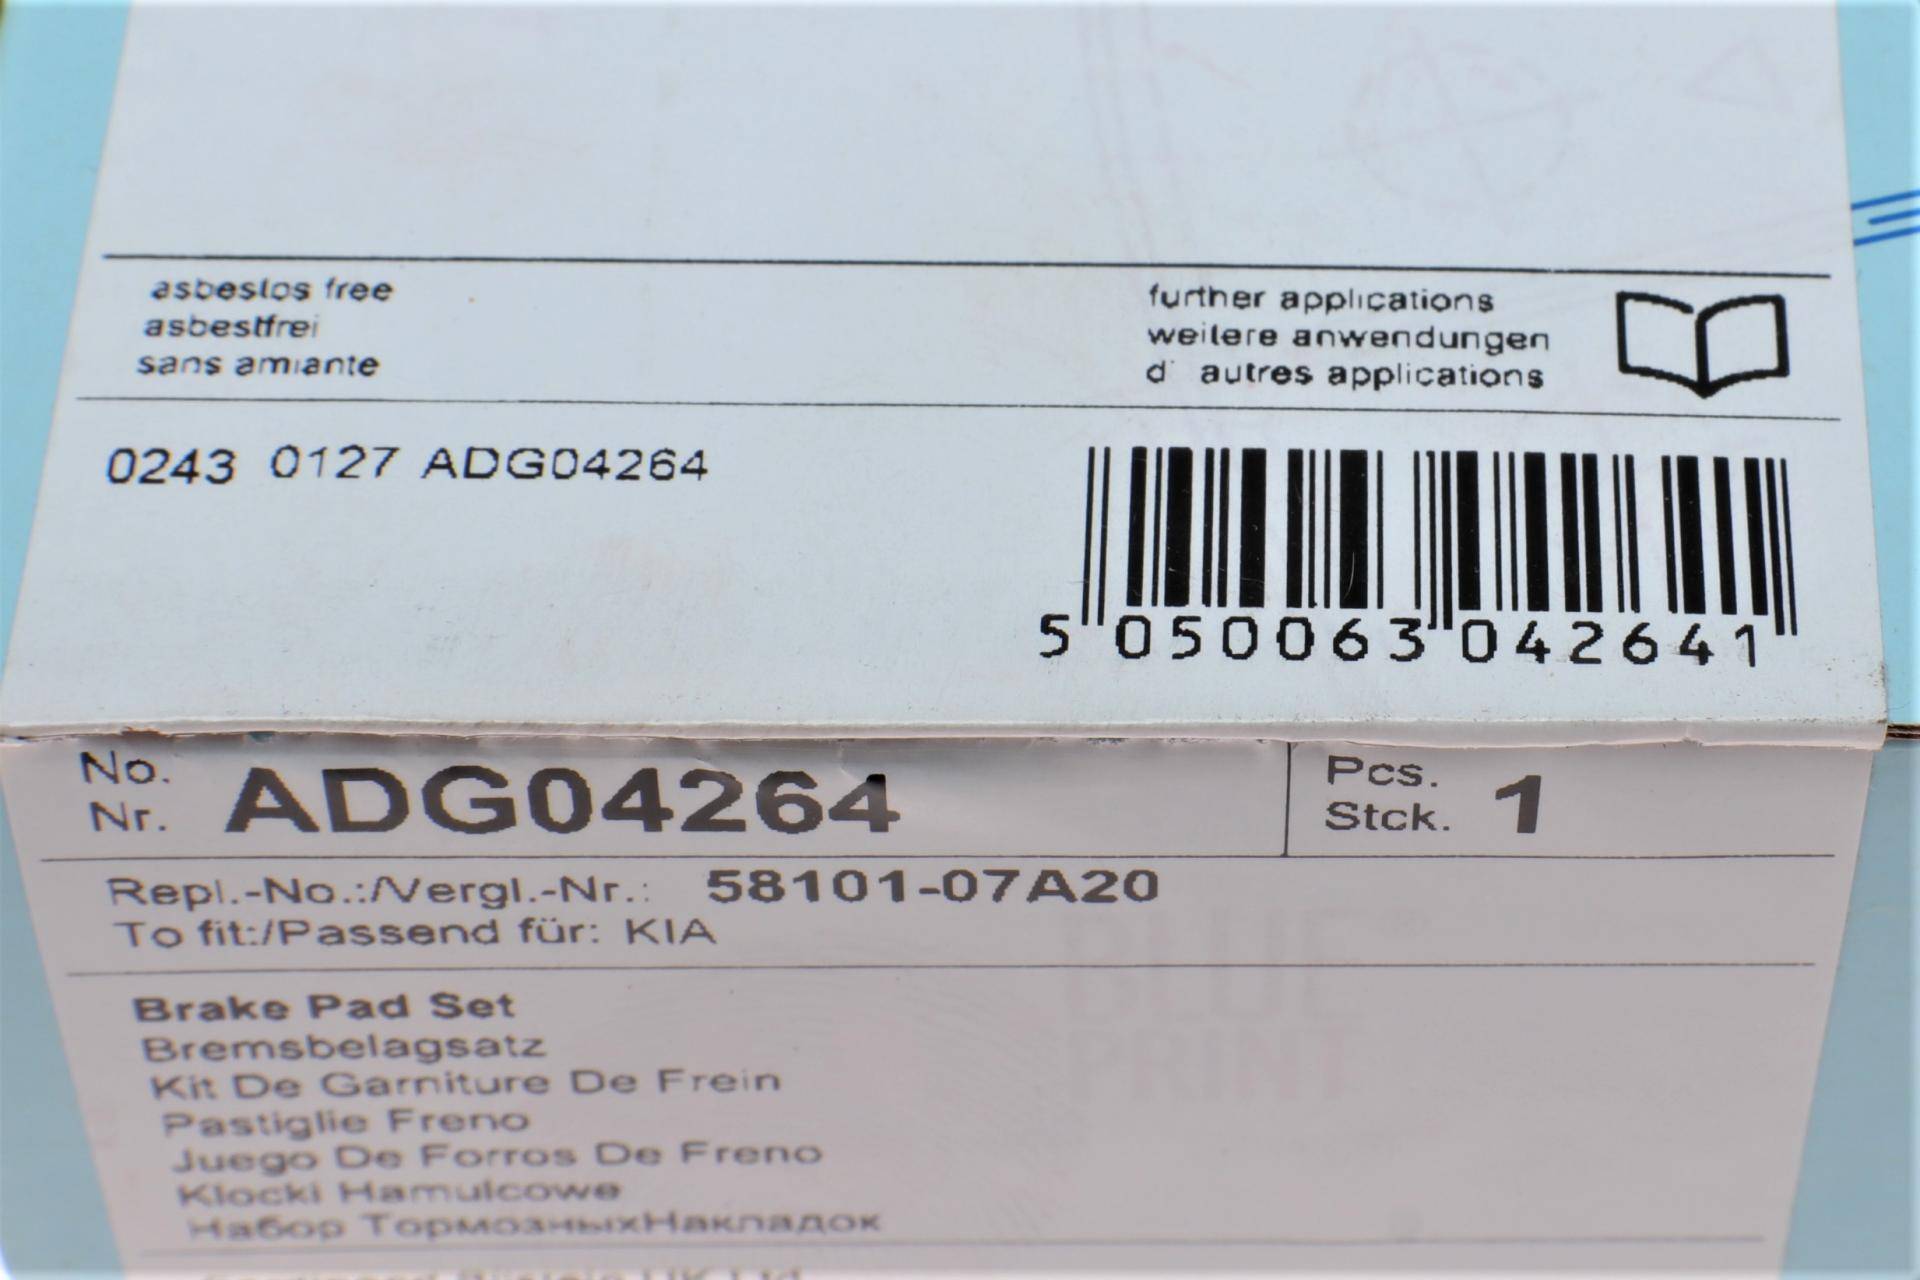 asbestos free
asbestfrei
sans amiante
further applications
weitere anwendungen
d' autres applications
0243 0127 ADG04264
5 050063 042641
No.
Nr. ADG04264
Pcs.
Stck. 1
Repl.-No.:/Vergl.-Nr.: 58101-07A20
To fit:/Passend für: KIA
BLUE
PRINT
Brake Pad Set
Bremsbelagsatz
Kit De Garniture De Frein
Pastiglie Freno
Juego De Forros De Freno
Klocki Hamulcowe
Набор ТормозныхНакладок